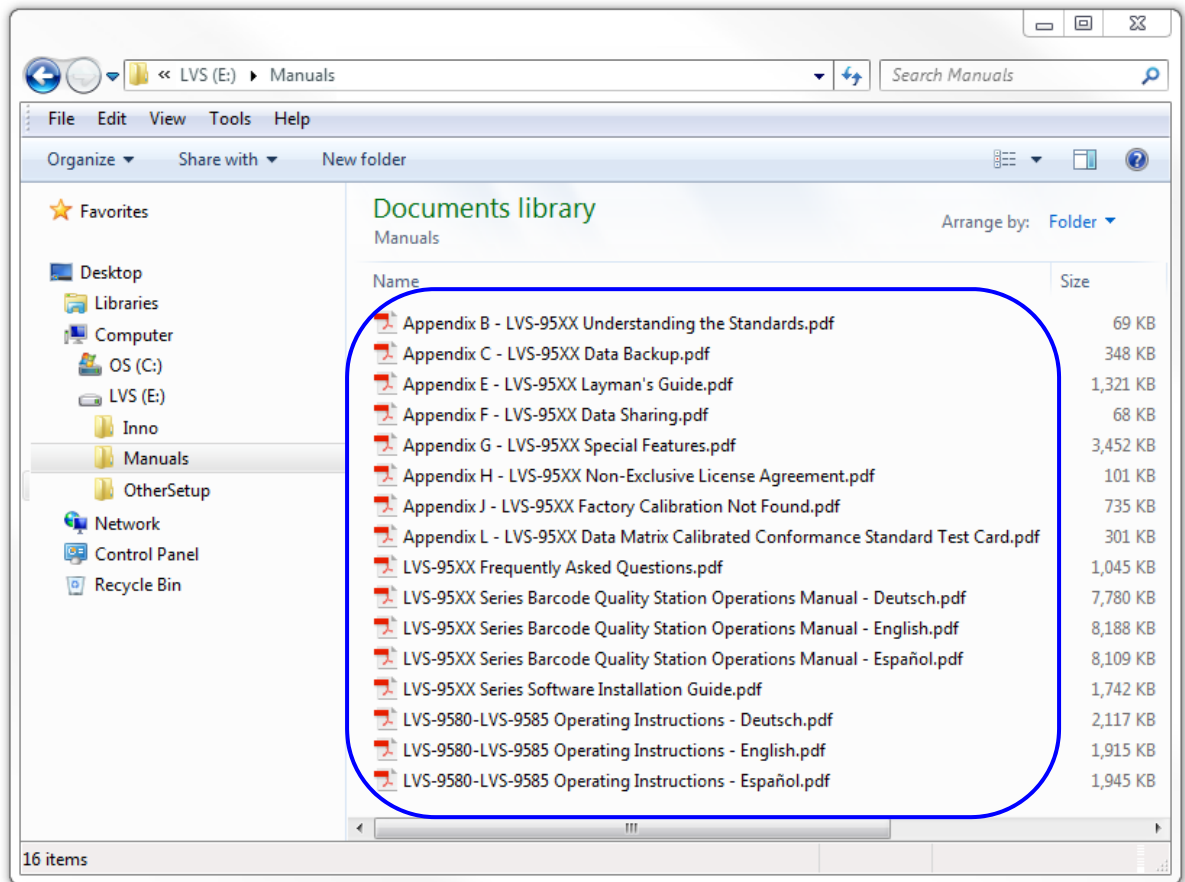 « LVS (E:) ▸ Manuals
Search Manuals
File Edit View Tools Help
Organize Share with New folder
Favorites
Desktop
Libraries
Computer
OS (C:)
LVS (E:)
Inno
Manuals
OtherSetup
Network
Control Panel
Recycle Bin
Documents library
Manuals
Arrange by: Folder
Name Size
Appendix B - LVS-95XX Understanding the Standards.pdf 69 KB
Appendix C - LVS-95XX Data Backup.pdf 348 KB
Appendix E - LVS-95XX Layman's Guide.pdf 1,321 KB
Appendix F - LVS-95XX Data Sharing.pdf 68 KB
Appendix G - LVS-95XX Special Features.pdf 3,452 KB
Appendix H - LVS-95XX Non-Exclusive License Agreement.pdf 101 KB
Appendix J - LVS-95XX Factory Calibration Not Found.pdf 735 KB
Appendix L - LVS-95XX Data Matrix Calibrated Conformance Standard Test Card.pdf 301 KB
LVS-95XX Frequently Asked Questions.pdf 1,045 KB
LVS-95XX Series Barcode Quality Station Operations Manual - Deutsch.pdf 7,780 KB
LVS-95XX Series Barcode Quality Station Operations Manual - English.pdf 8,188 KB
LVS-95XX Series Barcode Quality Station Operations Manual - Español.pdf 8,109 KB
LVS-95XX Series Software Installation Guide.pdf 1,742 KB
LVS-9580-LVS-9585 Operating Instructions - Deutsch.pdf 2,117 KB
LVS-9580-LVS-9585 Operating Instructions - English.pdf 1,915 KB
LVS-9580-LVS-9585 Operating Instructions - Español.pdf 1,945 KB
16 items